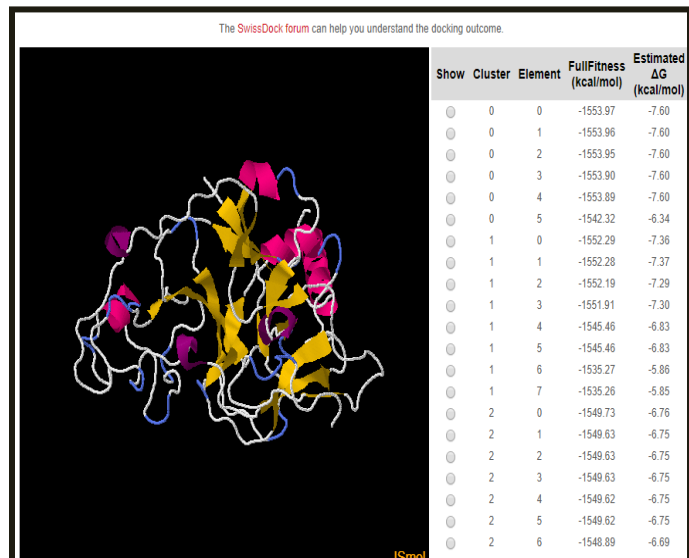 The SwissDock forum can help you understand the docking outcome.
Show Cluster Element FullFitness (kcal/mol) Estimated ΔG (kcal/mol)
0 0 -1553.97 -7.60
0 1 -1553.96 -7.60
0 2 -1553.95 -7.60
0 3 -1553.90 -7.60
0 4 -1553.89 -7.60
0 5 -1542.32 -6.34
1 0 -1552.29 -7.36
1 1 -1552.28 -7.37
1 2 -1552.19 -7.29
1 3 -1551.91 -7.30
1 4 -1545.46 -6.83
1 5 -1545.46 -6.83
1 6 -1535.27 -5.86
1 7 -1535.26 -5.85
2 0 -1549.73 -6.76
2 1 -1549.63 -6.75
2 2 -1549.63 -6.75
2 3 -1549.63 -6.75
2 4 -1549.62 -6.75
2 5 -1549.62 -6.75
2 6 -1548.89 -6.69
JSmol